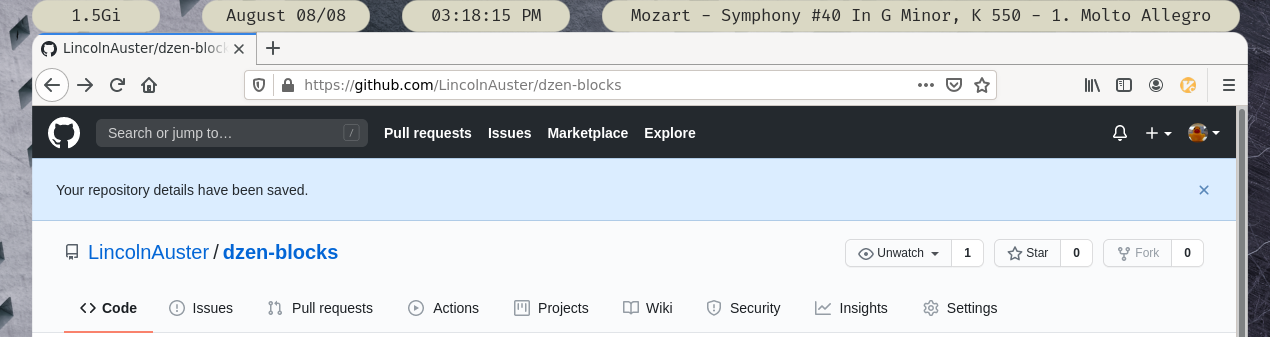 1.5Gi August 08/08 03:18:15 PM Mozart - Symphony #40 In G Minor, K 550 - 1. Molto Allegro
LincolnAuster/dzen-block
https://github.com/LincolnAuster/dzen-blocks
Search or jump to… / Pull requests Issues Marketplace Explore
Your repository details have been saved.
LincolnAuster / dzen-blocks Unwatch 1 Star 0 Fork 0
Code Issues Pull requests Actions Projects Wiki Security Insights Settings